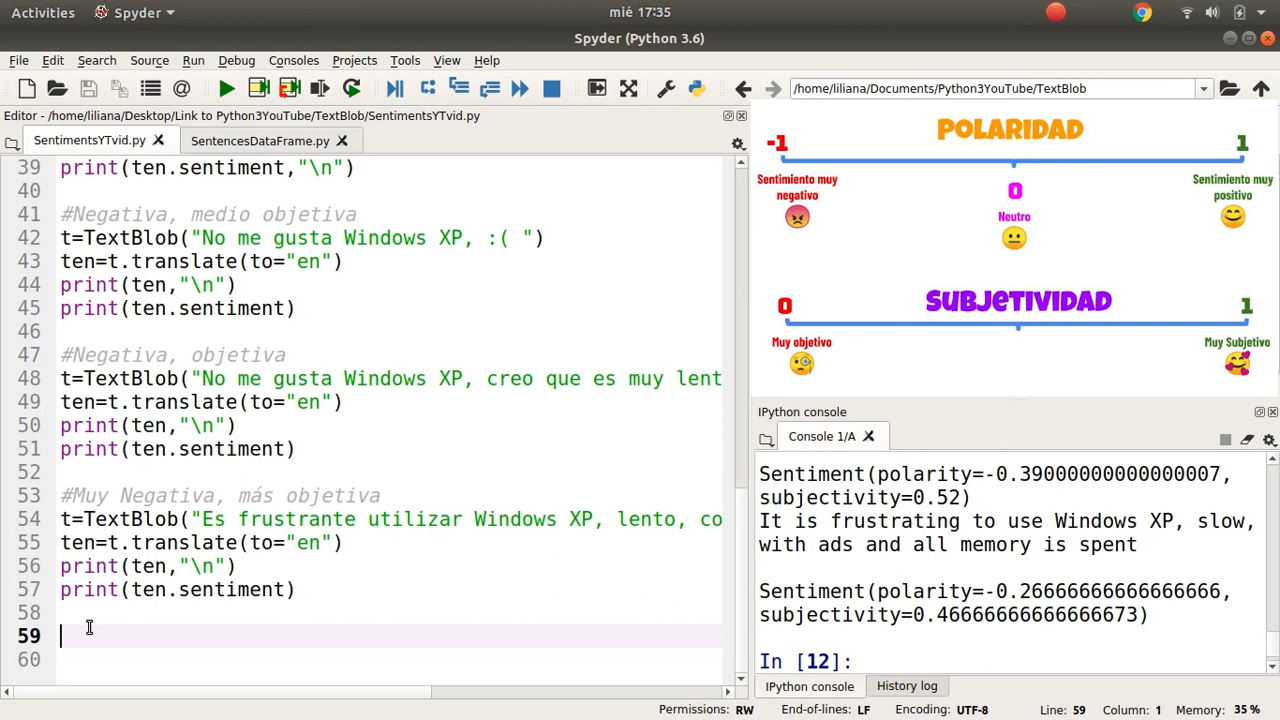 Activities Spyder mié 17:35
Spyder (Python 3.6)
File Edit Search Source Run Debug Consoles Projects Tools View Help
/home/liliana/Documents/Python3YouTube/TextBlob
Editor - /home/liliana/Desktop/Link to Python3YouTube/TextBlob/SentimentsYTvid.py
SentimentsYTvid.py SentencesDataFrame.py
39 print(ten.sentiment,"\n")
40
41 #Negativa, medio objetiva
42 t=TextBlob("No me gusta Windows XP, :( ")
43 ten=t.translate(to="en")
44 print(ten,"\n")
45 print(ten.sentiment)
46
47 #Negativa, objetiva
48 t=TextBlob("No me gusta Windows XP, creo que es muy lent
49 ten=t.translate(to="en")
50 print(ten,"\n")
51 print(ten.sentiment)
52
53 #Muy Negativa, más objetiva
54 t=TextBlob("Es frustrante utilizar Windows XP, lento, co
55 ten=t.translate(to="en")
56 print(ten,"\n")
57 print(ten.sentiment)
58
59
60
POLARIDAD
-1 1
Sentimiento muy negativo
0
Neutro
Sentimiento muy positivo
SUBJETIVIDAD
0 1
Muy objetivo Muy Subjetivo
IPython console
Console 1/A
Sentiment(polarity=-0.39000000000000007,
subjectivity=0.52)
It is frustrating to use Windows XP, slow,
with ads and all memory is spent
Sentiment(polarity=-0.26666666666666666,
subjectivity=0.46666666666666673)
In [12]:
IPython console History log
Permissions: RW End-of-lines: LF Encoding: UTF-8 Line: 59 Column: 1 Memory: 35 %